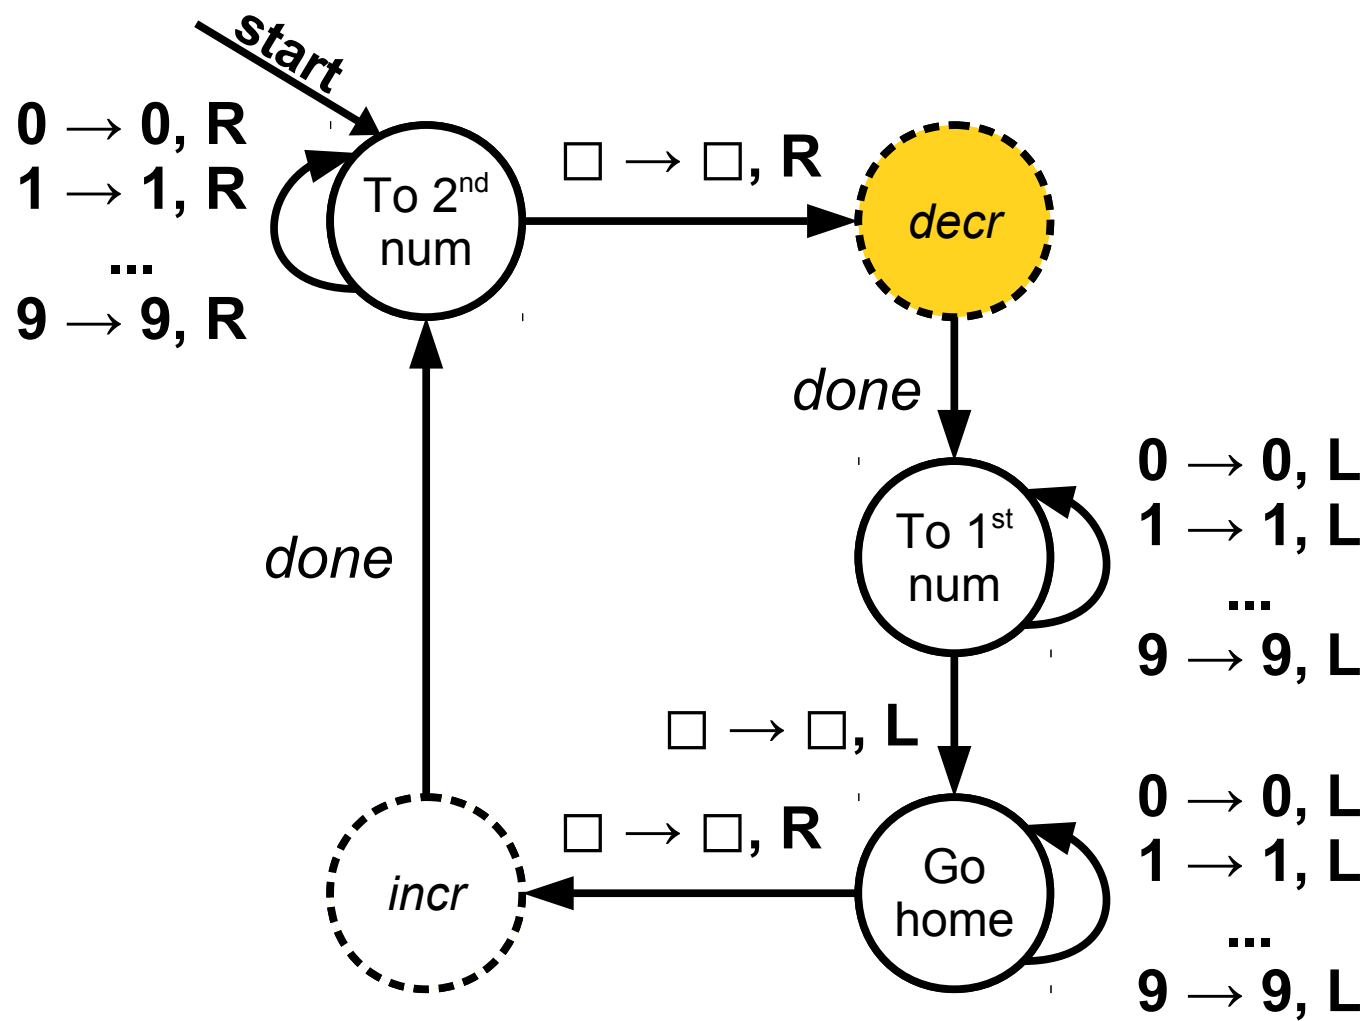 start
0 → 0, R
1 → 1, R
...
9 → 9, R
To 2nd
num
□ → □, R
decr
done
0 → 0, L
1 → 1, L
...
9 → 9, L
To 1st
num
done
□ → □, L
0 → 0, L
1 → 1, L
...
9 → 9, L
Go
home
□ → □, R
incr